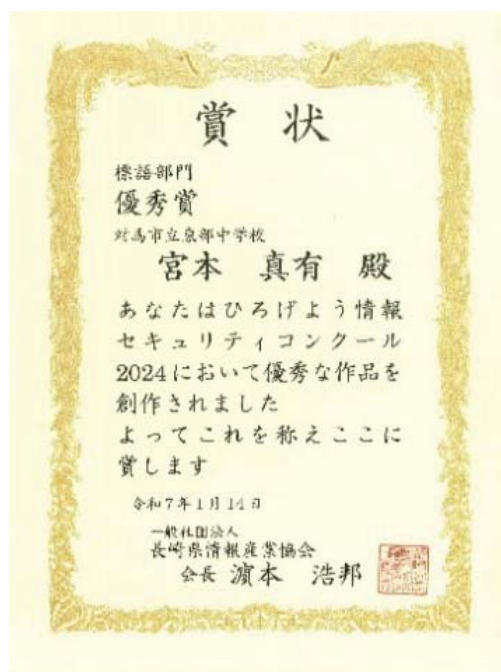 賞 状
標語部門
優秀賞
対馬市立泉部中学校
宮本 真有 殿
あなたはひろげよう情報
セキュリティコンクール
2024において優秀な作品を
創作されました
よってこれを称えここに
賞します
令和7年1月14日
一般社団法人
長崎県情報産業協会
会長 濵本 浩邦